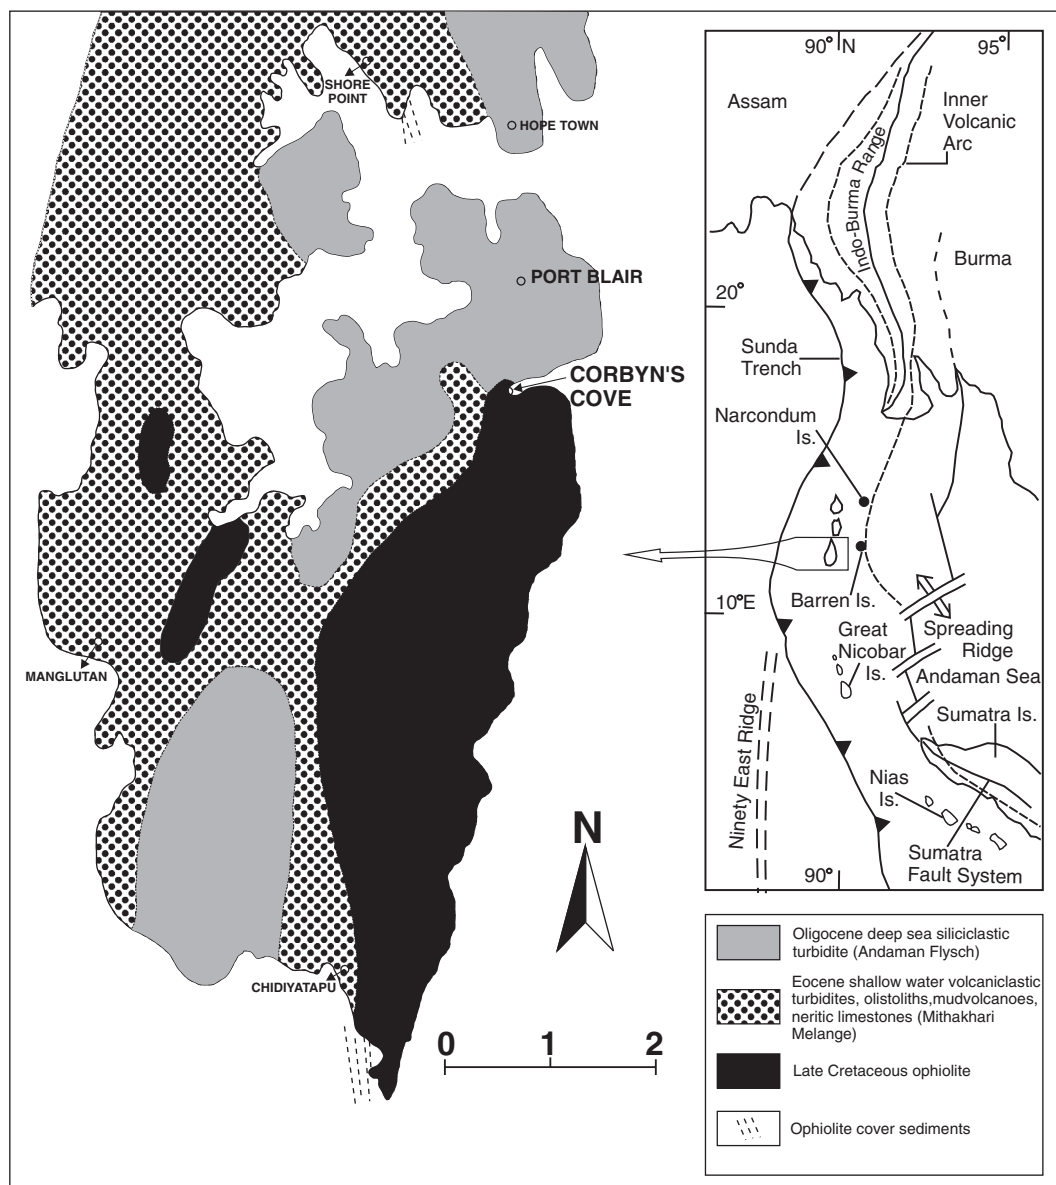 SHORE
POINT
HOPE TOWN
PORT BLAIR
CORBYN'S
COVE
MANGLUTAN
CHIDIYATAPU
N
0 1 2
90° N 95°
Assam
Inner
Volcanic
Arc
Indo-Burma Range
Burma
20°
Sunda
Trench
Narcondum
Is.
Barren Is.
10°E
Great
Nicobar
Is.
Spreading
Ridge
Andaman Sea
Sumatra Is.
Ninety East Ridge
Nias
Is.
Sumatra
Fault System
90°
Oligocene deep sea siliciclastic
turbidite (Andaman Flysch)
Eocene shallow water volcaniclastic
turbidites, olistoliths,mudvolcanoes,
neritic limestones (Mithakhari
Melange)
Late Cretaceous ophiolite
Ophiolite cover sediments